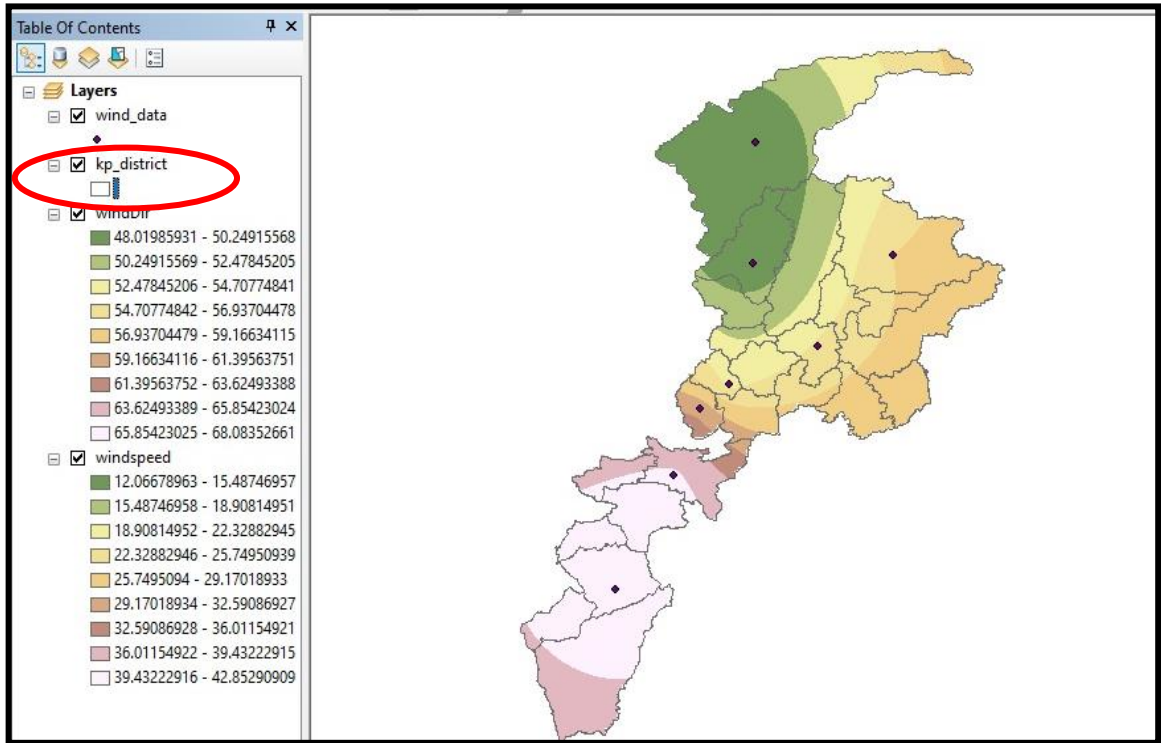 Table Of Contents
Layers
wind_data
kp_district
windDir
48.01985931 - 50.24915568
50.24915569 - 52.47845205
52.47845206 - 54.70774841
54.70774842 - 56.93704478
56.93704479 - 59.16634115
59.16634116 - 61.39563751
61.39563752 - 63.62493388
63.62493389 - 65.85423024
65.85423025 - 68.08352661
windspeed
12.06678963 - 15.48746957
15.48746958 - 18.90814951
18.90814952 - 22.32882945
22.32882946 - 25.74950939
25.7495094 - 29.17018933
29.17018934 - 32.59086927
32.59086928 - 36.01154921
36.01154922 - 39.43222915
39.43222916 - 42.85290909